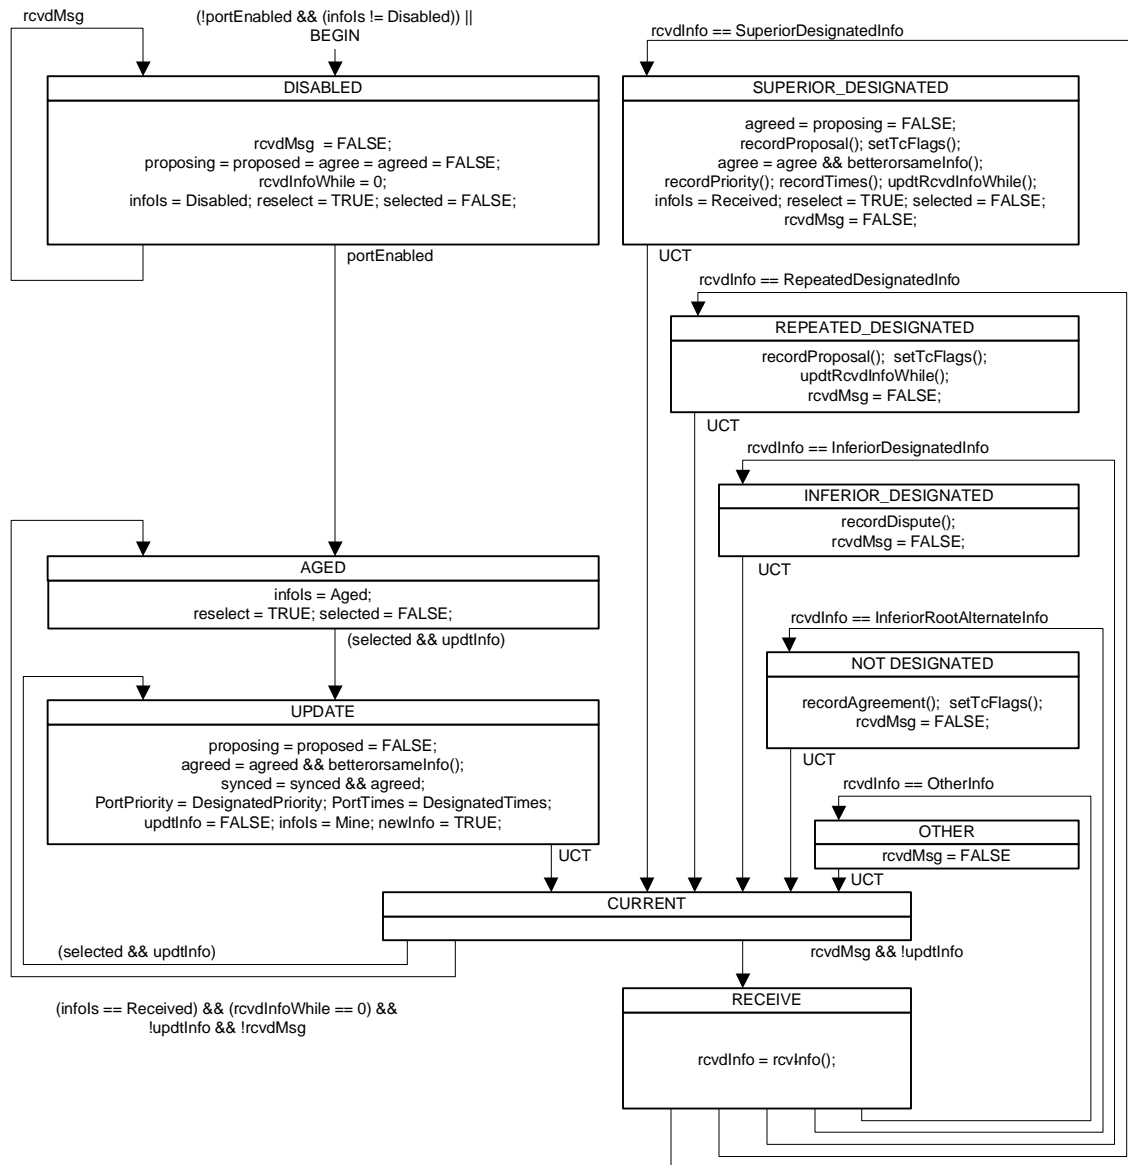 rcvdMsg
(!portEnabled && (infoIs != Disabled)) ||
BEGIN
DISABLED
rcvdMsg = FALSE;
proposing = proposed = agree = agreed = FALSE;
rcvdInfoWhile = 0;
infoIs = Disabled; reselect = TRUE; selected = FALSE;
portEnabled
rcvdInfo == SuperiorDesignatedInfo
SUPERIOR_DESIGNATED
agreed = proposing = FALSE;
recordProposal(); setTcFlags();
agree = agree && betterorsameInfo();
recordPriority(); recordTimes(); updtRcvdInfoWhile();
infoIs = Received; reselect = TRUE; selected = FALSE;
rcvdMsg = FALSE;
UCT
rcvdInfo == RepeatedDesignatedInfo
REPEATED_DESIGNATED
recordProposal(); setTcFlags();
updtRcvdInfoWhile();
rcvdMsg = FALSE;
UCT
rcvdInfo == InferiorDesignatedInfo
INFERIOR_DESIGNATED
recordDispute();
rcvdMsg = FALSE;
UCT
AGED
infoIs = Aged;
reselect = TRUE; selected = FALSE;
(selected && updtInfo)
rcvdInfo == InferiorRootAlternateInfo
NOT DESIGNATED
recordAgreement(); setTcFlags();
rcvdMsg = FALSE;
UCT
UPDATE
proposing = proposed = FALSE;
agreed = agreed && betterorsameInfo();
synced = synced && agreed;
PortPriority = DesignatedPriority; PortTimes = DesignatedTimes;
updtInfo = FALSE; infoIs = Mine; newInfo = TRUE;
UCT
rcvdInfo == OtherInfo
OTHER
rcvdMsg = FALSE
UCT
CURRENT
(selected && updtInfo)
rcvdMsg && !updtInfo
(infoIs == Received) && (rcvdInfoWhile == 0) &&
!updtInfo && !rcvdMsg
RECEIVE
rcvdInfo = rcvInfo();